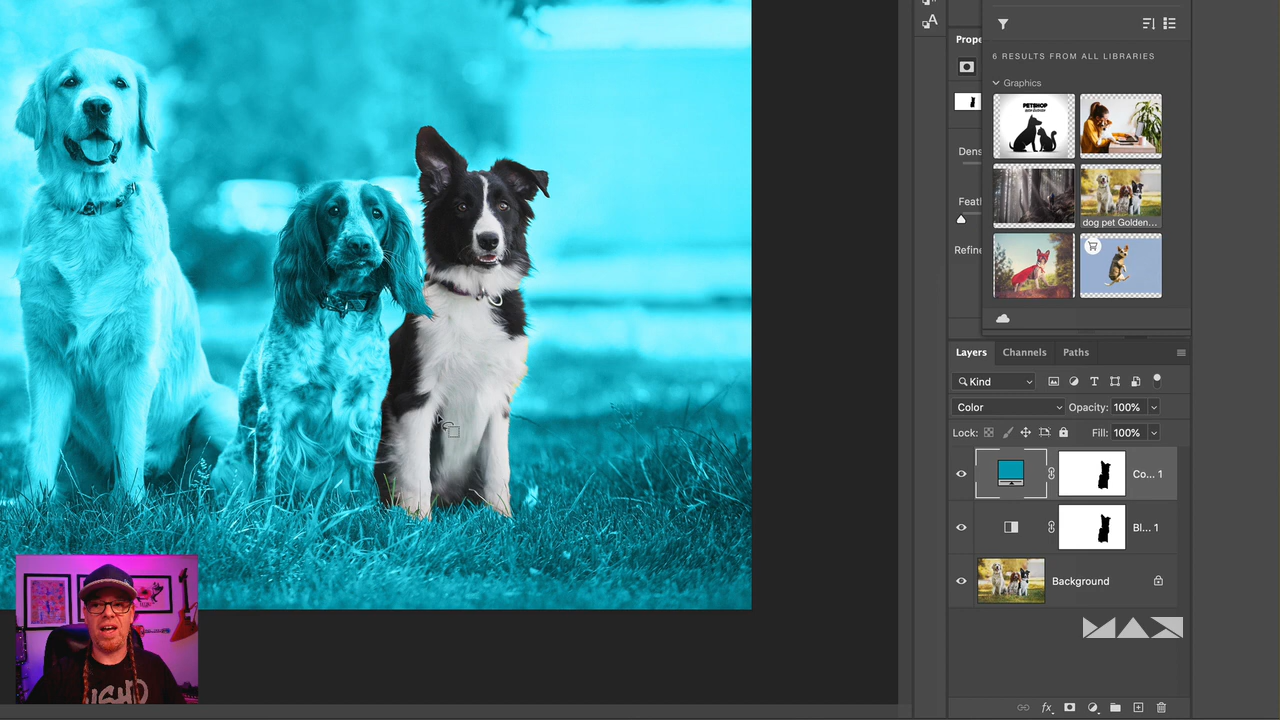 A
Prope
6 RESULTS FROM ALL LIBRARIES
Graphics
PETSHOP
Dens
dog pet Golden...
Feath
Refine
Layers
Channels
Paths
Kind
T
Color
Opacity: 100%
Lock:
Fill: 100%
Co... 1
Bl... 1
Background
MAX
fx